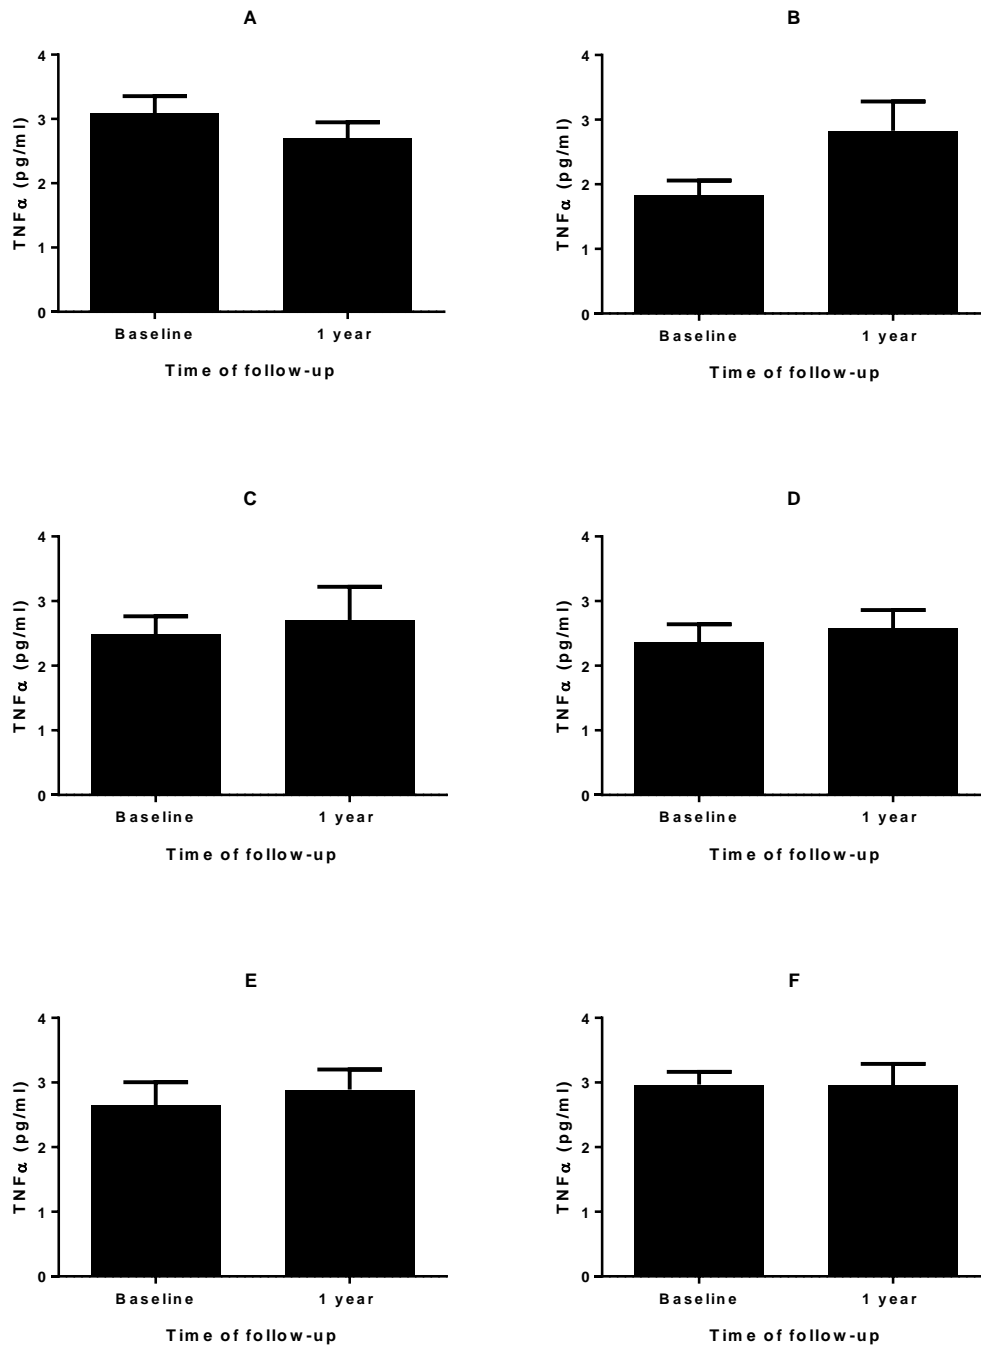 A
TNFα (pg/ml)
4
3
2
1
0
Baseline 1 year
Time of follow-up
B
TNFα (pg/ml)
4
3
2
1
0
Baseline 1 year
Time of follow-up
C
TNFα (pg/ml)
4
3
2
1
0
Baseline 1 year
Time of follow-up
D
TNFα (pg/ml)
4
3
2
1
0
Baseline 1 year
Time of follow-up
E
TNFα (pg/ml)
4
3
2
1
0
Baseline 1 year
Time of follow-up
F
TNFα (pg/ml)
4
3
2
1
0
Baseline 1 year
Time of follow-up